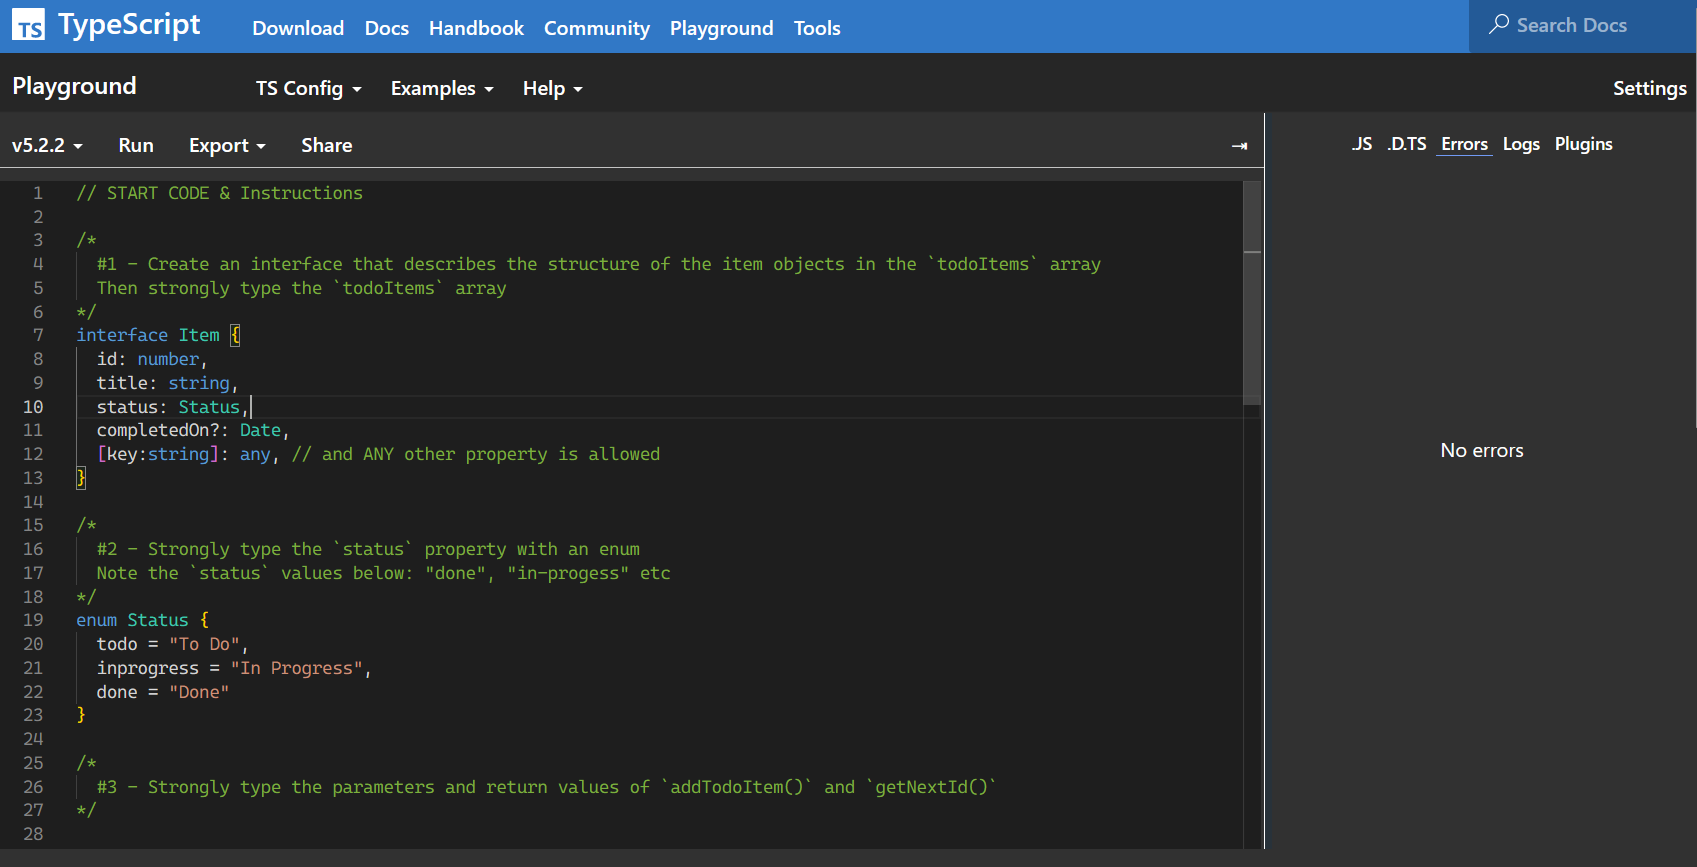 TS TypeScript Download Docs Handbook Community Playground Tools Search Docs
Playground TS Config Examples Help Settings
v5.2.2 Run Export Share
.JS .D.TS Errors Logs Plugins
1 // START CODE & Instructions
2
3 /*
4 #1 - Create an interface that describes the structure of the item objects in the `todoItems` array
5 Then strongly type the `todoItems` array
6 */
7 interface Item {
8 id: number,
9 title: string,
10 status: Status,
11 completedOn?: Date,
12 [key:string]: any, // and ANY other property is allowed
13 }
14
15 /*
16 #2 - Strongly type the `status` property with an enum
17 Note the `status` values below: "done", "in-progess" etc
18 */
19 enum Status {
20 todo = "To Do",
21 inprogress = "In Progress",
22 done = "Done"
23 }
24
25 /*
26 #3 - Strongly type the parameters and return values of `addTodoItem()` and `getNextId()`
27 */
28
No errors